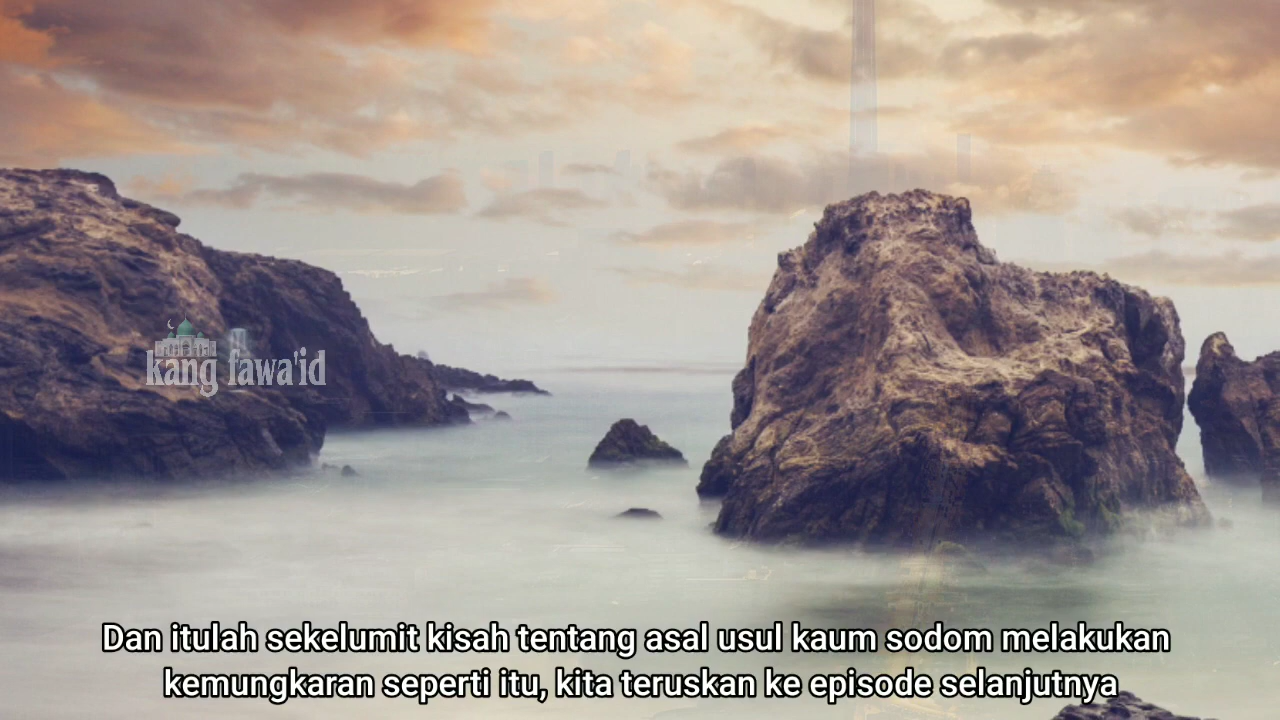 kang fawa'id
Dan itulah sekelumit kisah tentang asal usul kaum sodom melakukan
kemungkaran seperti itu, kita teruskan ke episode selanjutnya